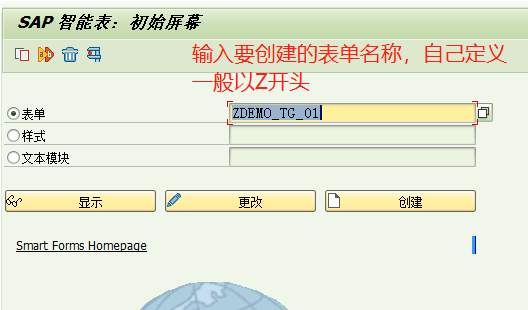 SAP 智能表：初始屏幕
输入要创建的表单名称，自己定义
一般以Z开头
表单
ZDEMO_TG_01
样式
文本模块
显示
更改
创建
Smart Forms Homepage